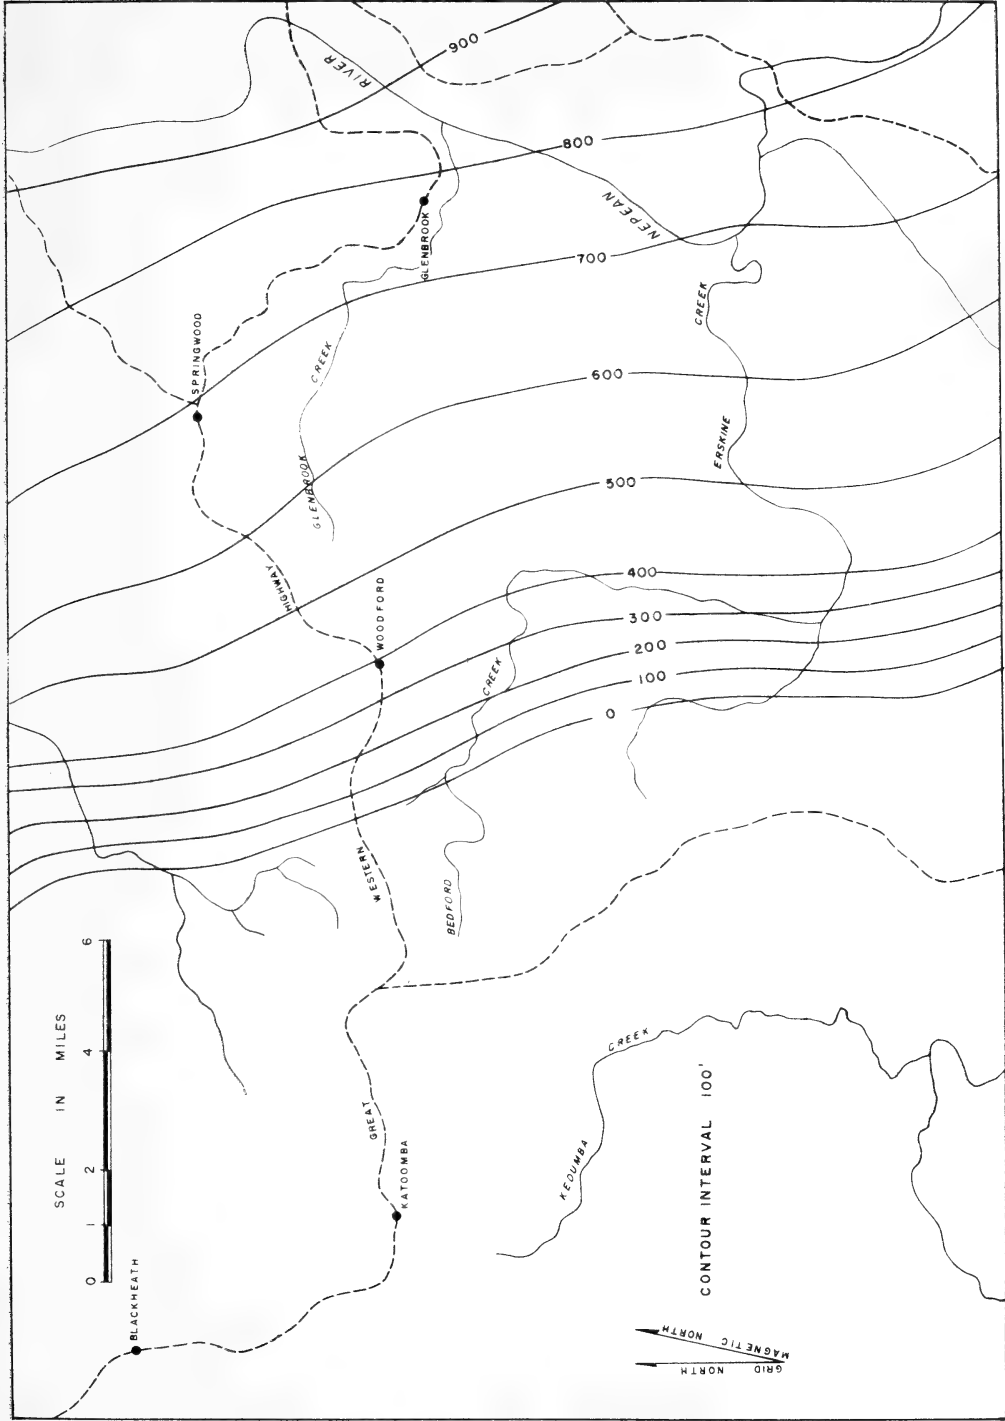 900
RIVER
800
NEPEAN
GLENBROOK
700
SPRINGWOOD
CREEK
CREEK
600
ERSKINE
GLENBROOK
500
HIGHWAY
WOODFORD
400
300
200
CREEK
100
0
WESTERN
BEDFORD
SCALE IN MILES
0 1 2 4 6
CREEK
GREAT
KATOOMBA
KEDUMBA
BLACKHEATH
CONTOUR INTERVAL 100'
MAGNETIC NORTH
GRID NORTH